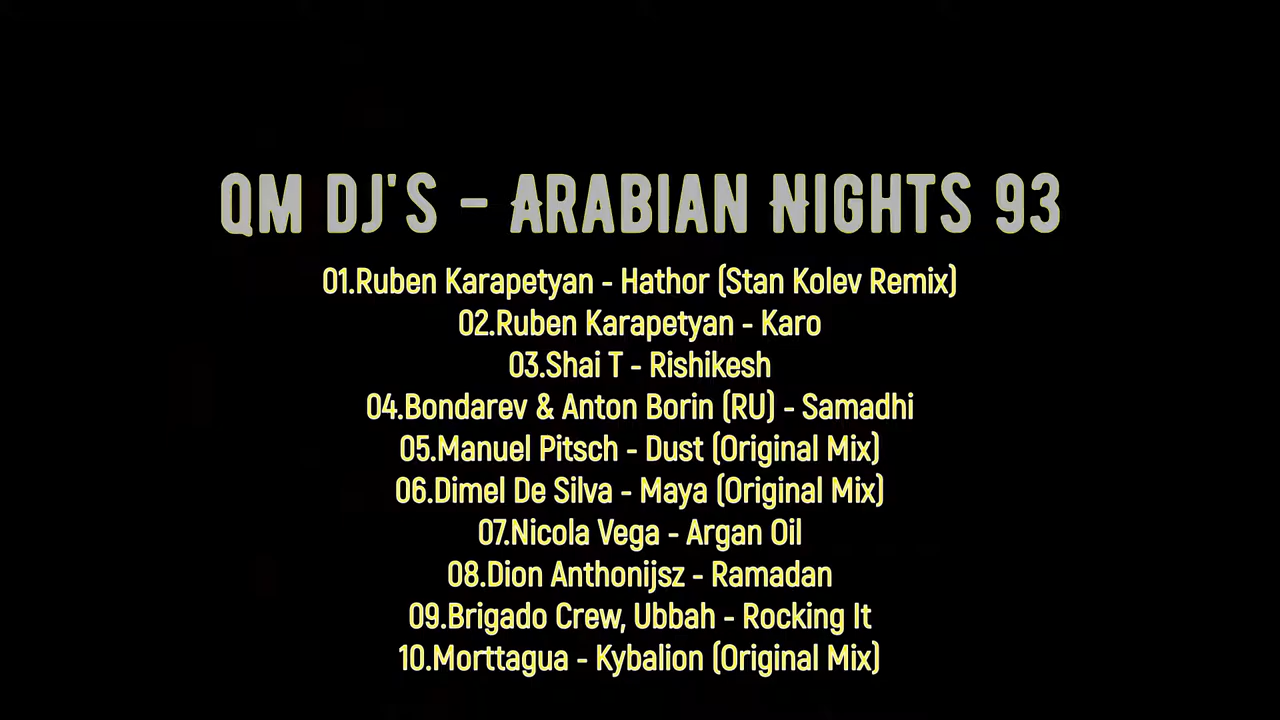 QM DJ'S - ARABIAN NIGHTS 93
01.Ruben Karapetyan - Hathor (Stan Kolev Remix)
02.Ruben Karapetyan - Karo
03.Shai T - Rishikesh
04.Bondarev & Anton Borin (RU) - Samadhi
05.Manuel Pitsch - Dust (Original Mix)
06.Dimel De Silva - Maya (Original Mix)
07.Nicola Vega - Argan Oil
08.Dion Anthonijsz - Ramadan
09.Brigado Crew, Ubbah - Rocking It
10.Morttagua - Kybalion (Original Mix)